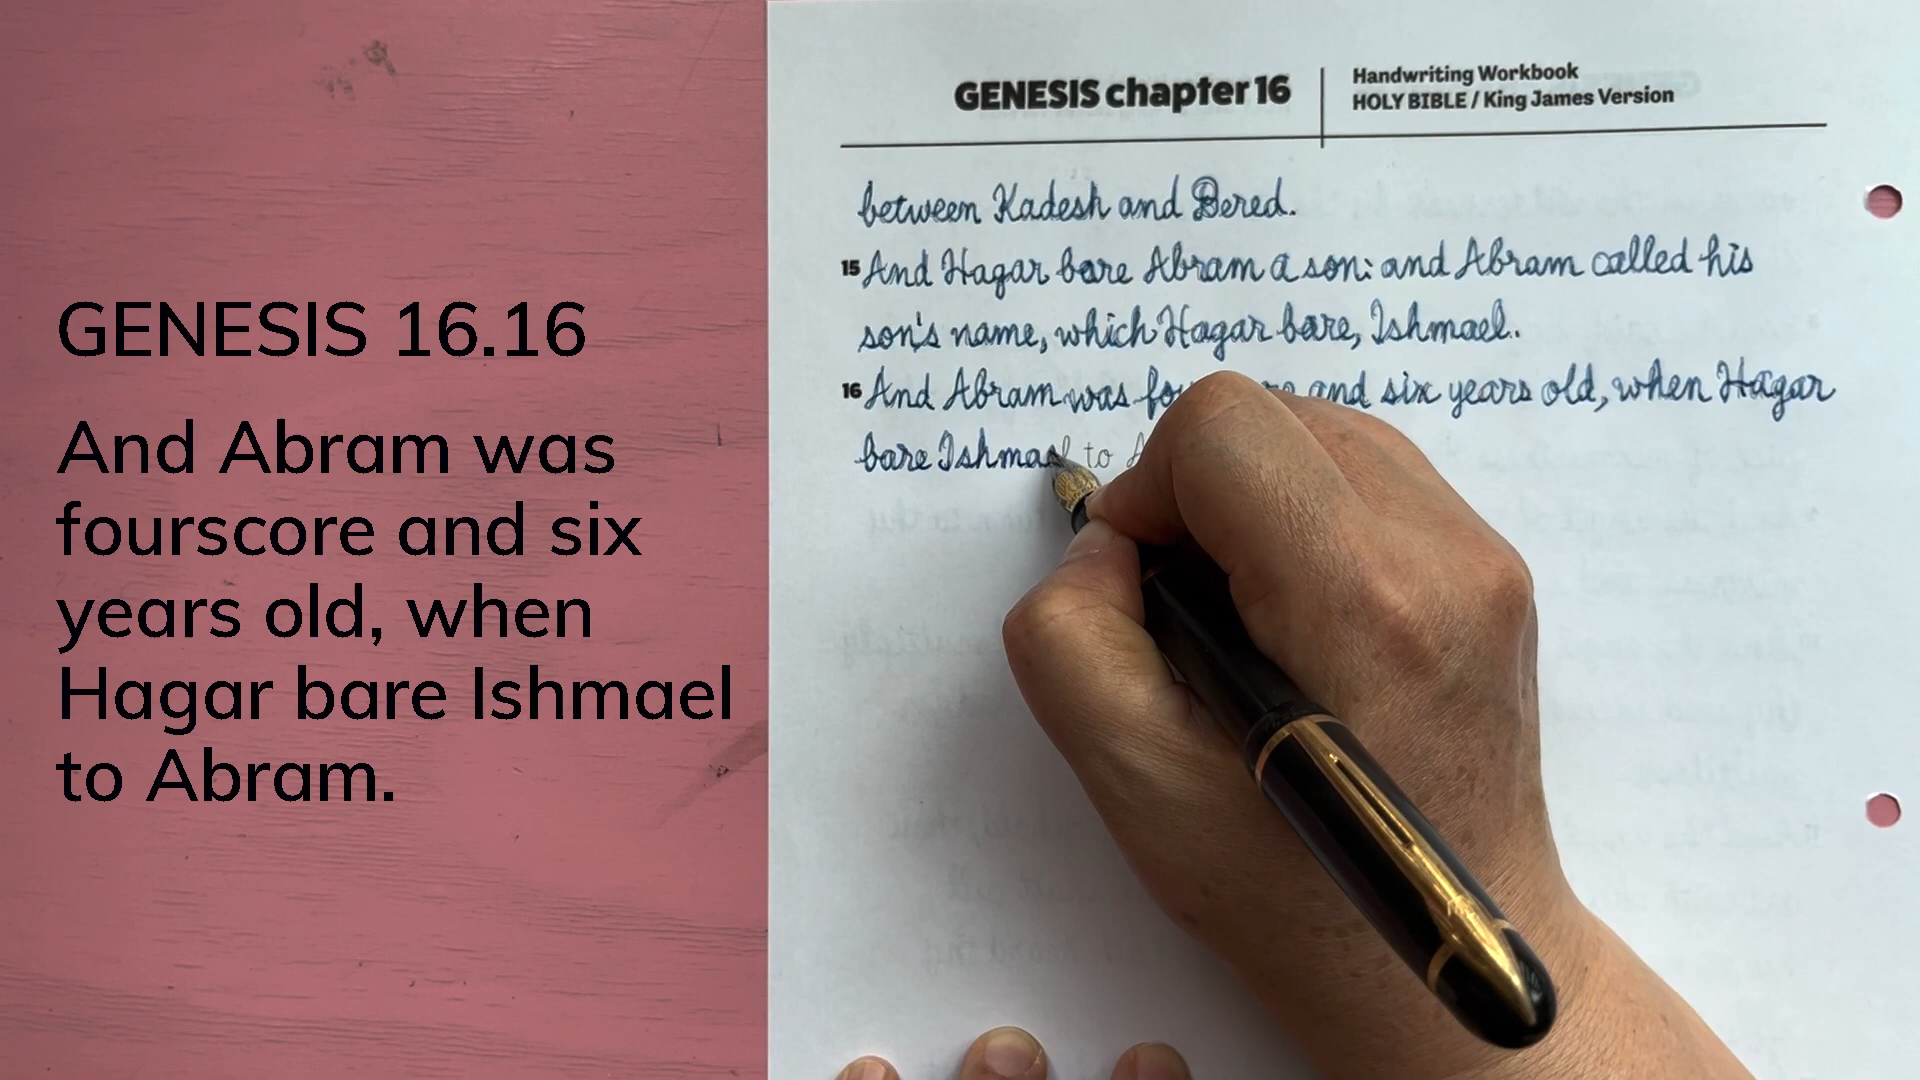 GENESIS 16.16
And Abram was
fourscore and six
years old, when
Hagar bare Ishmael
to Abram.
GENESIS chapter 16
Handwriting Workbook
HOLY BIBLE / King James Version
between Kadesh and Bered.
15 And Hagar bare Abram a son: and Abram called his
son's name, which Hagar bare, Ishmael.
16 And Abram was and six years old, when Hagar
bare Ishmael to